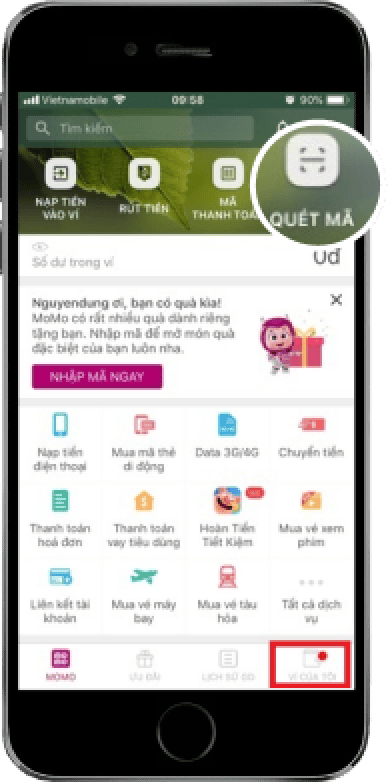 Vietnamobile
09:58
90%
Tìm kiếm
NẠP TIỀN
VÀO VÍ
RÚT TIỀN
MÃ
THANH TOÁN
QUÉT MÃ
Số dư trong ví
0đ
Nguyendung ơi, bạn có quà kìa!
MoMo có rất nhiều quà dành riêng
tặng bạn. Nhập mã để mở món quà
đặc biệt của bạn luôn nha.
NHẬP MÃ NGAY
Nạp tiền
điện thoại
Mua mã thẻ
di động
Data 3G/4G
Chuyển tiền
Thanh toán
hoá đơn
Thanh toán
vay tiêu dùng
Hoàn Tiền
Tiết Kiệm
Mua vé xem
phim
Liên kết tài
khoản
Mua vé máy
bay
Mua vé tàu
hỏa
Tất cả dịch
vụ
MOMO
ƯU ĐÃI
LỊCH SỬ GD
VÍ CỦA TÔI